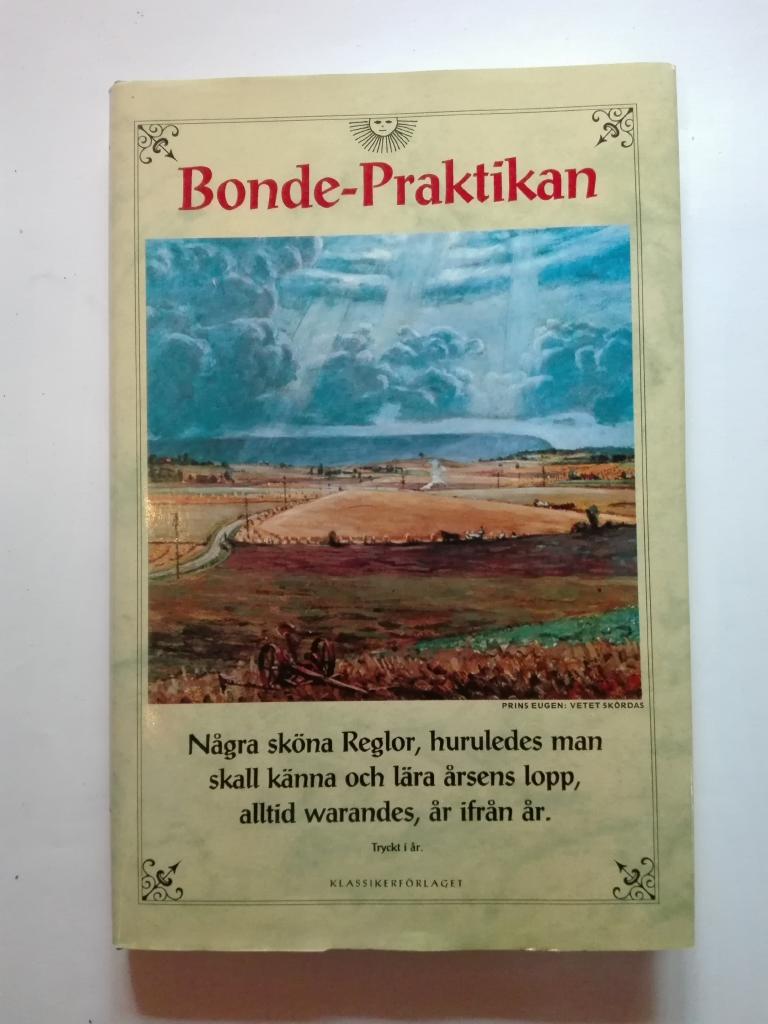 Bonde-Praktikan
PRINS EUGEN: VETET SKÖRDAS
Några sköna Reglor, huruledes man
skall känna och lära årsens lopp,
alltid warandes, år ifrån år.
Tryckt i år.
KLASSIKERFÖRLAGET